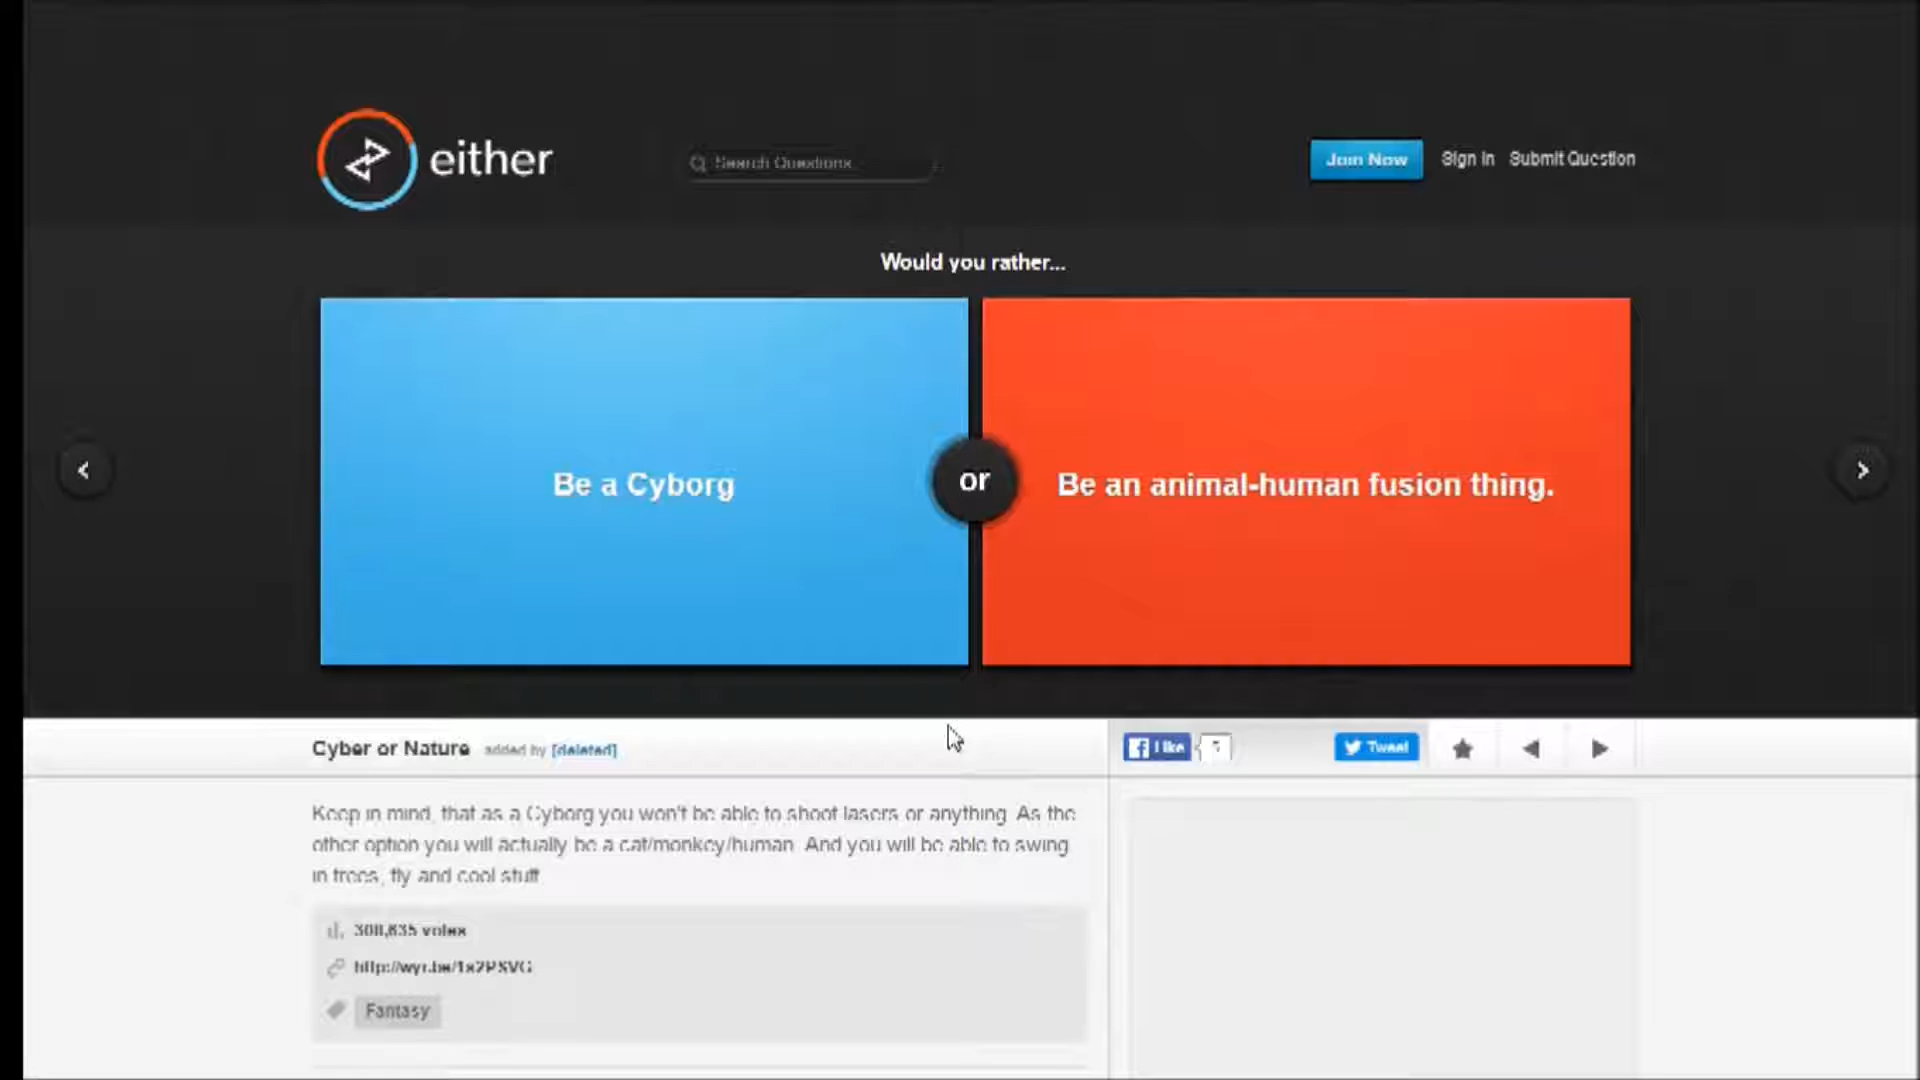 either
Search Questions...
Join Now
Sign In
Submit Question
Would you rather...
Be a Cyborg
or
Be an animal-human fusion thing.
Cyber or Nature added by [deleted]
Like
Tweet
Keep in mind, that as a Cyborg you won't be able to shoot lasers or anything. As the
other option you will actually be a cat/monkey/human. And you will be able to swing
in trees, fly and cool stuff
votes
Fantasy